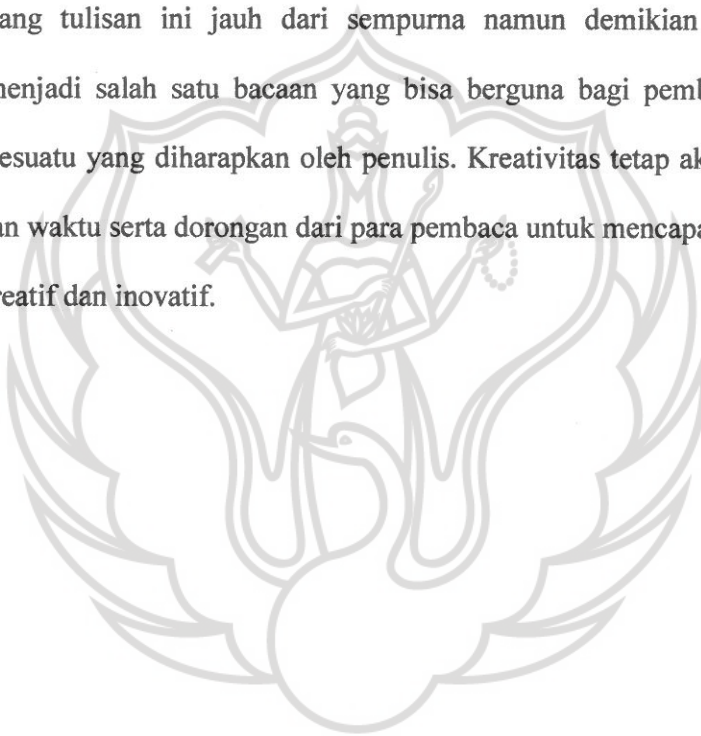 ang tulisan ini jauh dari sempurna namun demikian
menjadi salah satu bacaan yang bisa berguna bagi pemb
esuatu yang diharapkan oleh penulis. Kreativitas tetap ak
an waktu serta dorongan dari para pembaca untuk mencapa
reatif dan inovatif.